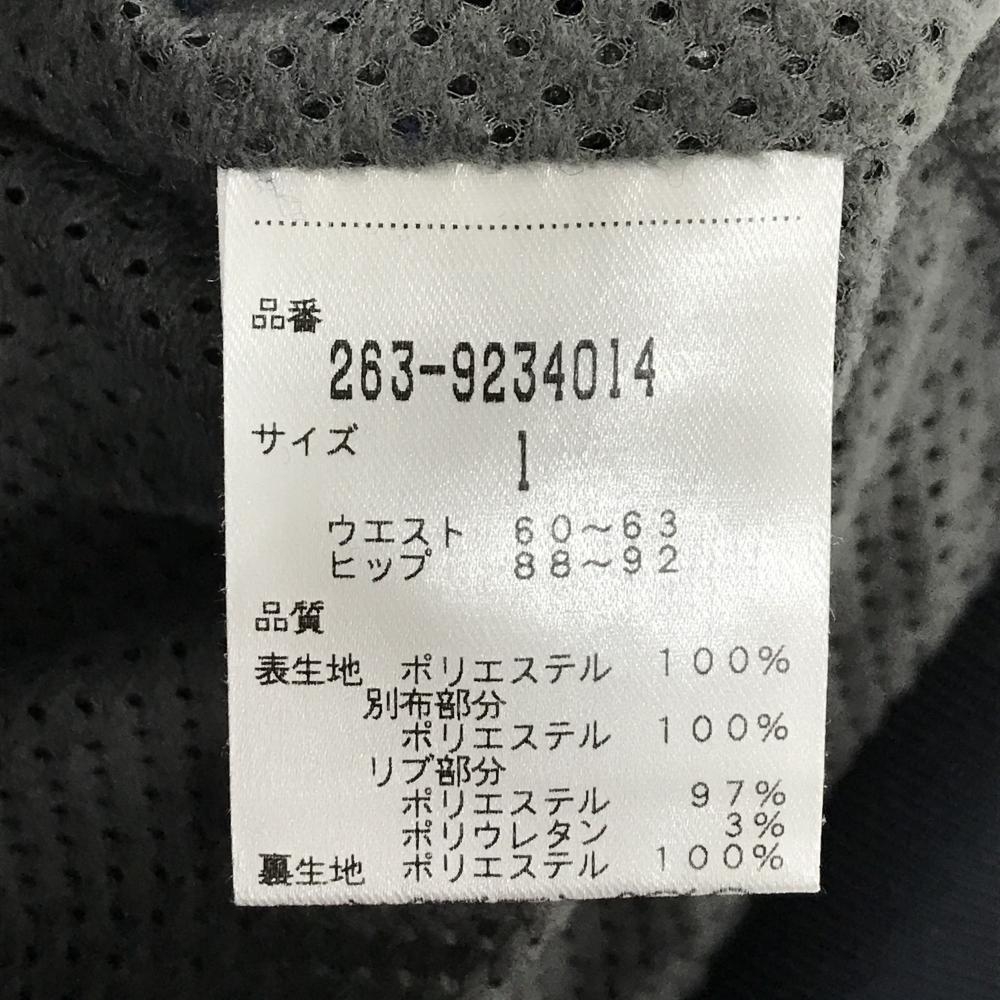 品番
263-9234014
サイズ 1
ウエスト 60～63
ヒップ 88～92
品質
表生地 ポリエステル 100%
別布部分
ポリエステル 100%
リブ部分
ポリエステル 97%
ポリウレタン 3%
裏生地 ポリエステル 100%